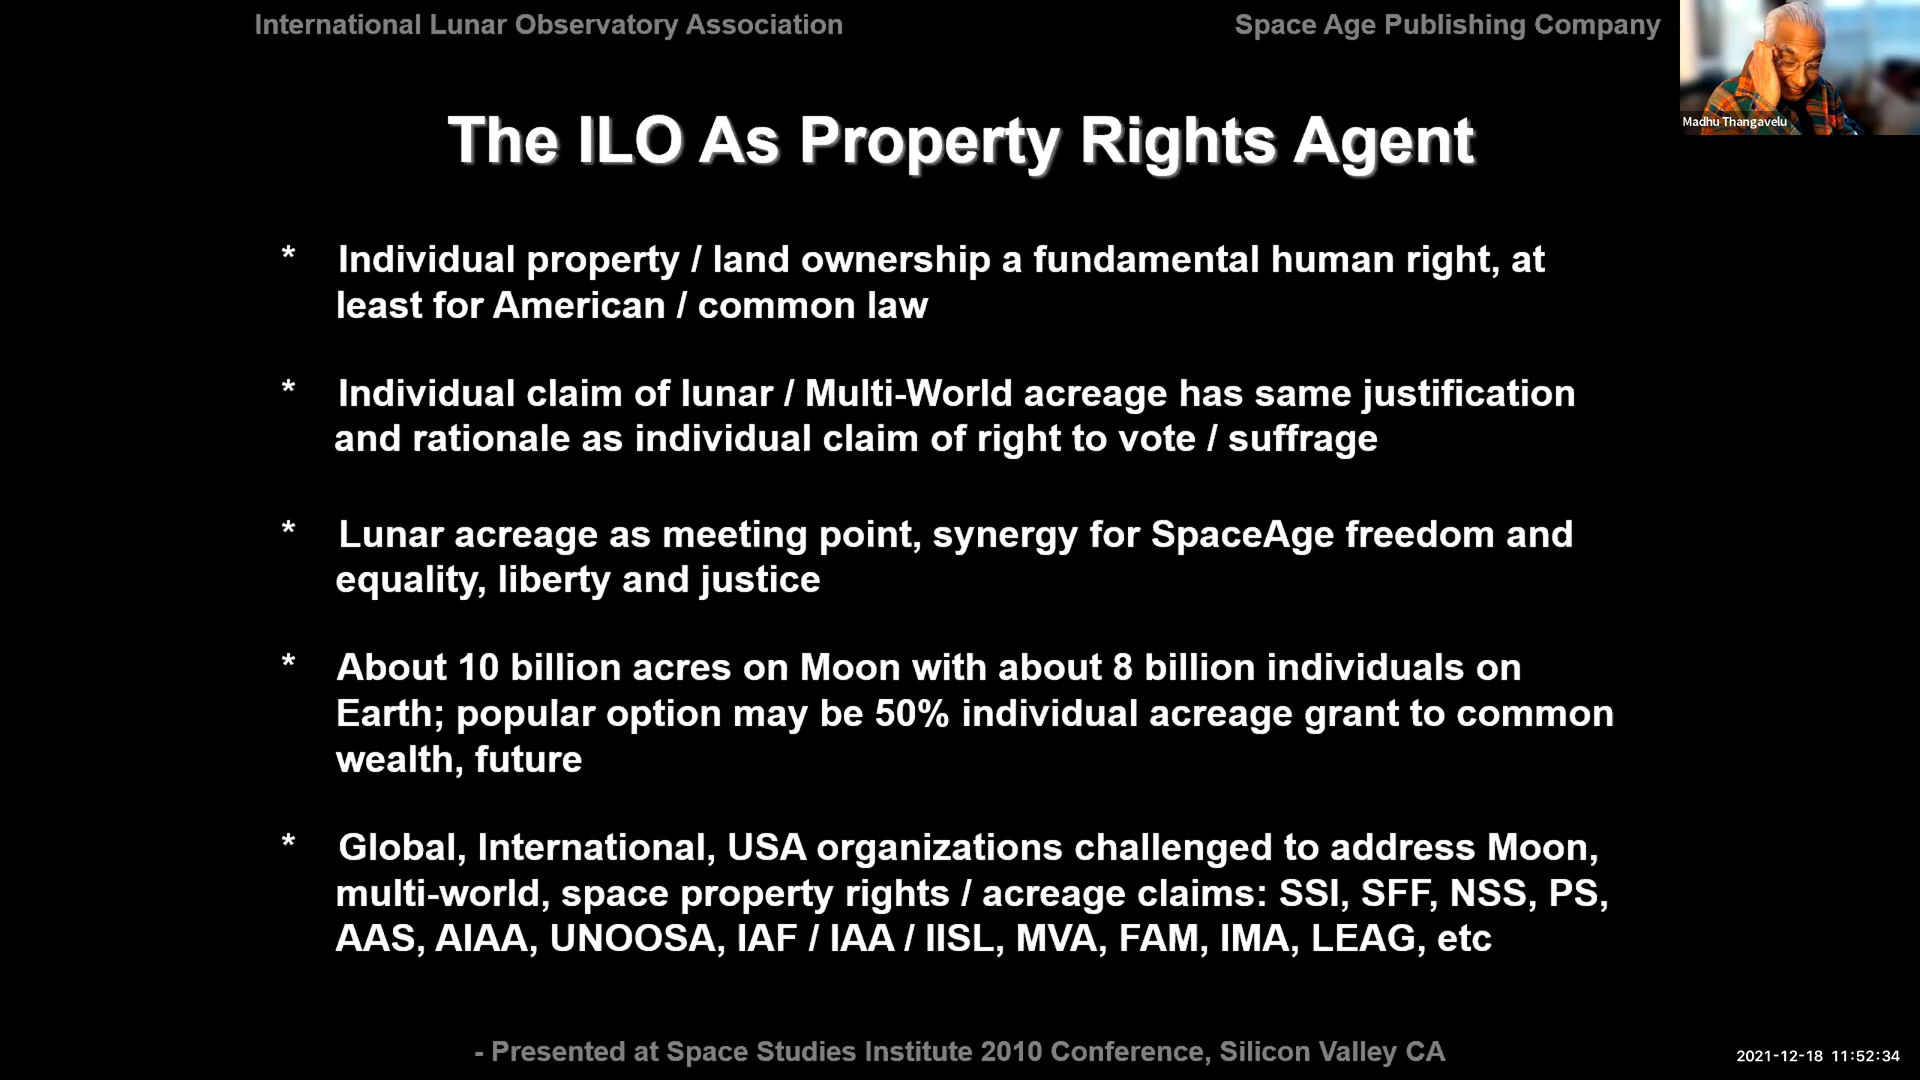 International Lunar Observatory Association
Space Age Publishing Company
Madhu Thangavelu
The ILO As Property Rights Agent
* Individual property / land ownership a fundamental human right, at
least for American / common law
* Individual claim of lunar / Multi-World acreage has same justification
and rationale as individual claim of right to vote / suffrage
* Lunar acreage as meeting point, synergy for SpaceAge freedom and
equality, liberty and justice
* About 10 billion acres on Moon with about 8 billion individuals on
Earth; popular option may be 50% individual acreage grant to common
wealth, future
* Global, International, USA organizations challenged to address Moon,
multi-world, space property rights / acreage claims: SSI, SFF, NSS, PS,
AAS, AIAA, UNOOSA, IAF / IAA / IISL, MVA, FAM, IMA, LEAG, etc
- Presented at Space Studies Institute 2010 Conference, Silicon Valley CA
2021-12-18 11:52:34